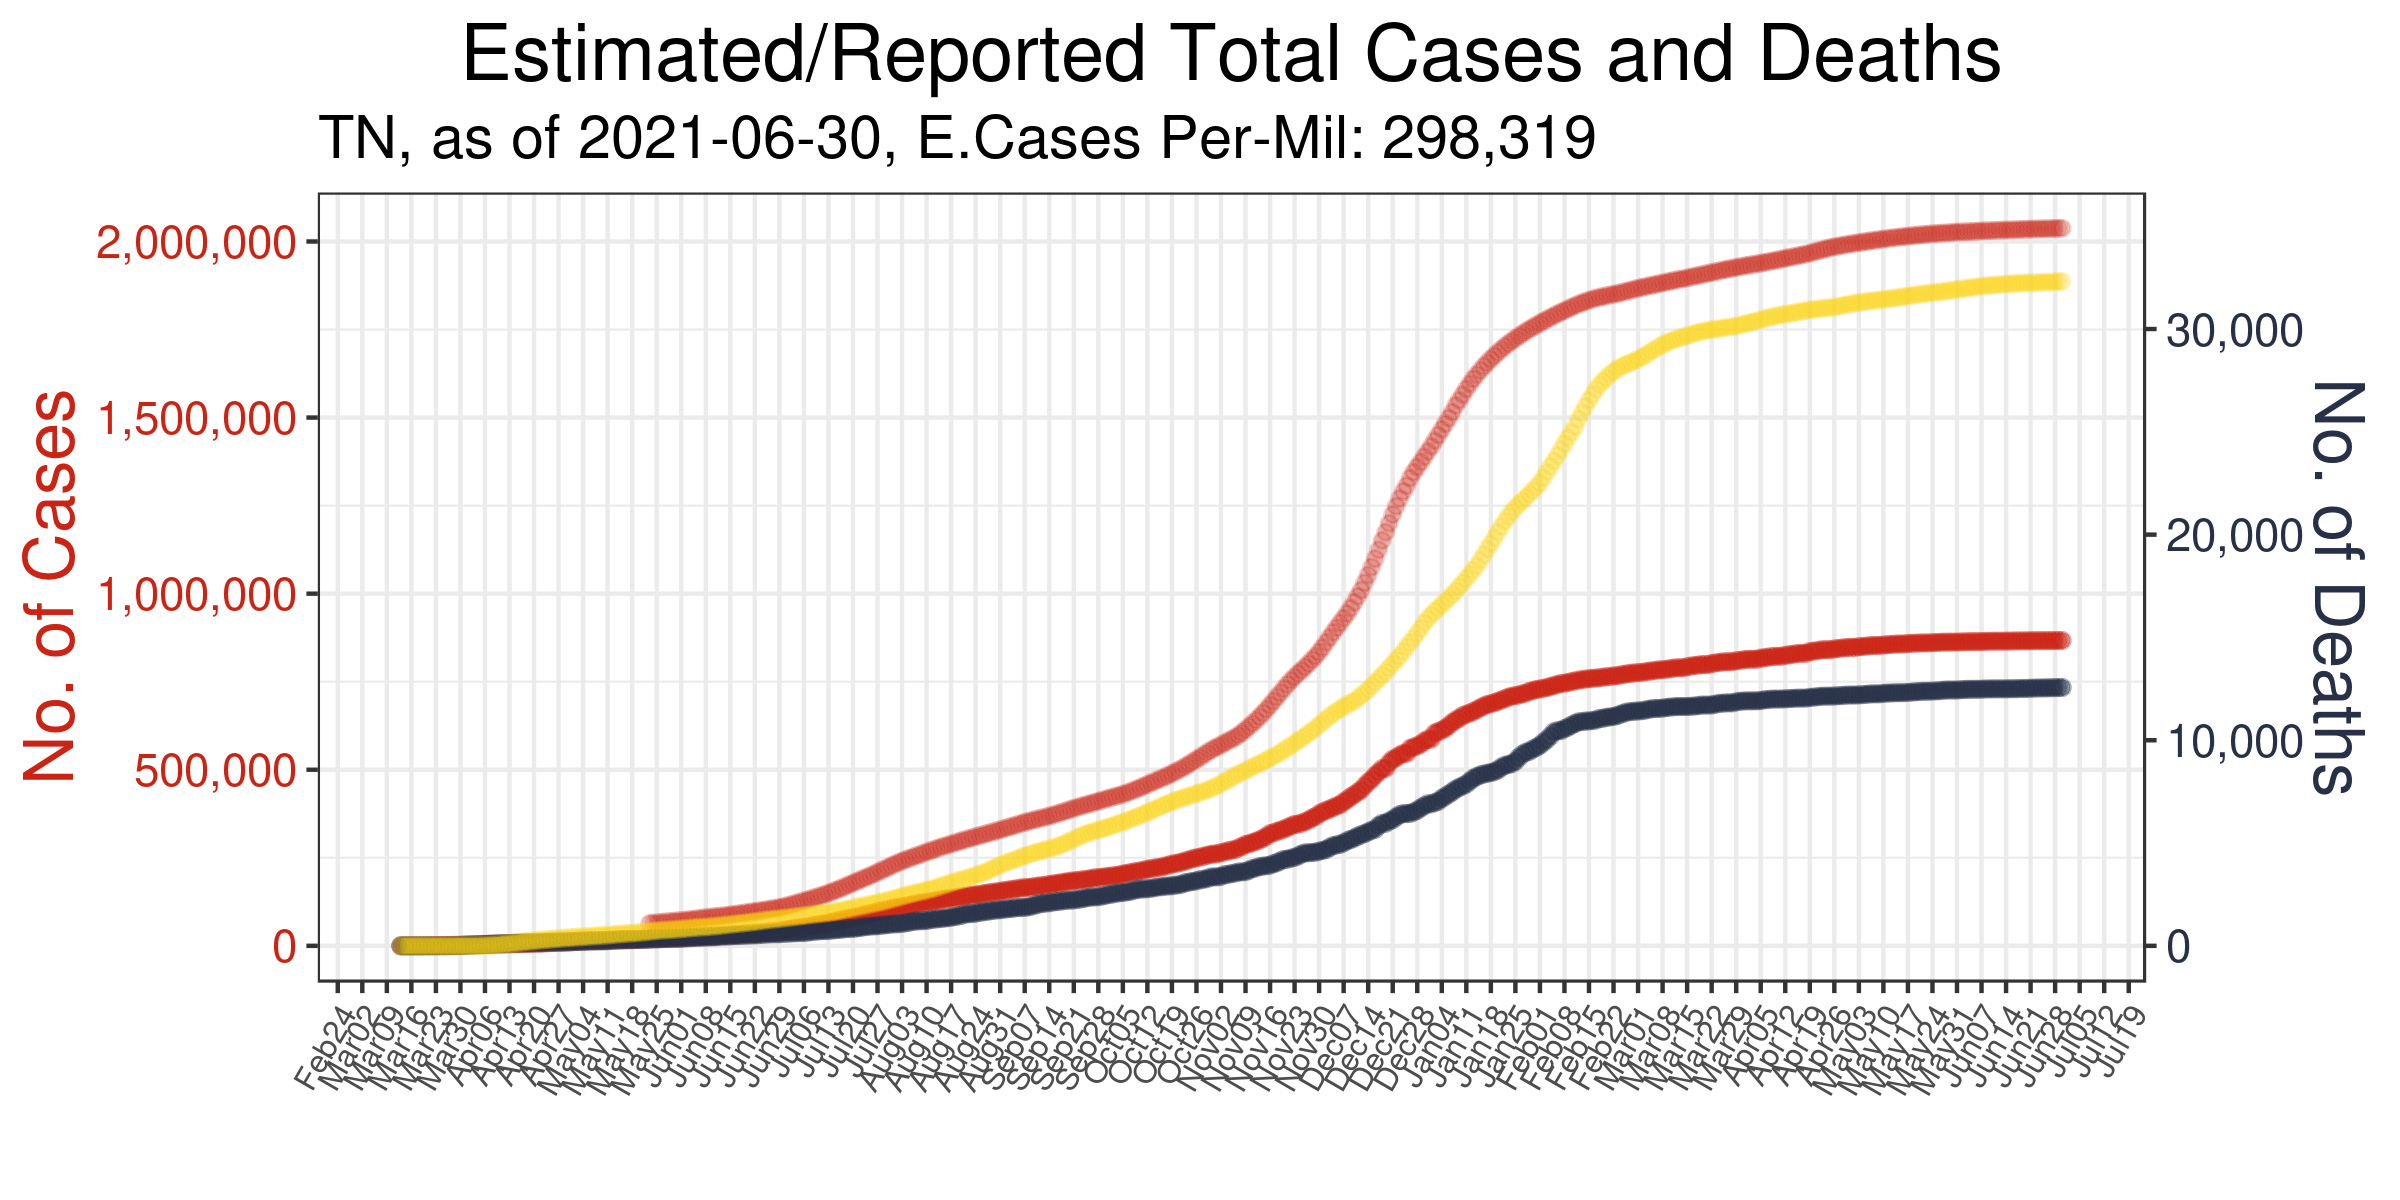 Estimated/Reported Total Cases and Deaths
TN, as of 2021-06-30, E.Cases Per-Mil: 298,319
No. of Cases
2,000,000
1,500,000
1,000,000
500,000
0
30,000
20,000
10,000
0
No. of Deaths
Feb24
Mar02
Mar09
Mar16
Mar23
Mar30
Apr06
Apr13
Apr20
Apr27
May04
May11
May18
May25
Jun01
Jun08
Jun15
Jun22
Jun29
Jul06
Jul13
Jul20
Jul27
Aug03
Aug10
Aug17
Aug24
Aug31
Sep07
Sep14
Sep21
Sep28
Oct05
Oct12
Oct19
Oct26
Nov02
Nov09
Nov16
Nov23
Nov30
Dec07
Dec14
Dec21
Dec28
Jan04
Jan11
Jan18
Jan25
Feb01
Feb08
Feb15
Feb22
Mar01
Mar08
Mar15
Mar22
Mar29
Apr05
Apr12
Apr19
Apr26
May03
May10
May17
May24
May31
Jun07
Jun14
Jun21
Jun28
Jul05
Jul12
Jul19